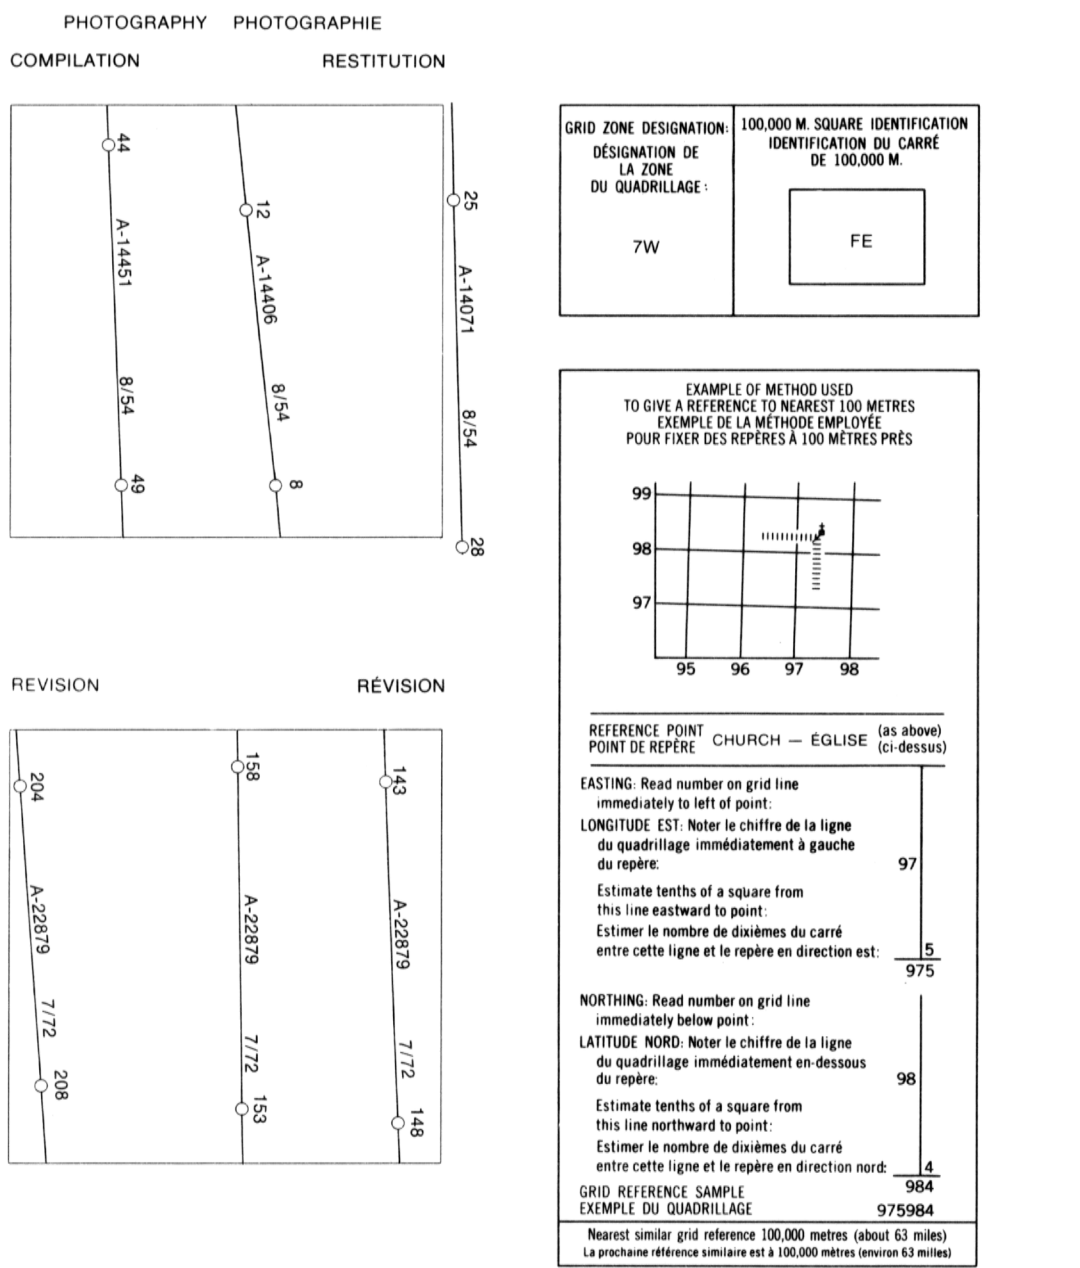 PHOTOGRAPHY PHOTOGRAPHIE
COMPILATION RESTITUTION
44
A-14451
8/54
49
12
A-14406
8/54
8
25
A-14071
8/54
28
REVISION RÉVISION
204
A-22879
7/72
208
158
A-22879
7/72
153
143
A-22879
7/72
148
GRID ZONE DESIGNATION:
DÉSIGNATION DE
LA ZONE
DU QUADRILLAGE :
7W
100,000 M. SQUARE IDENTIFICATION
IDENTIFICATION DU CARRÉ
DE 100,000 M.
FE
EXAMPLE OF METHOD USED
TO GIVE A REFERENCE TO NEAREST 100 METRES
EXEMPLE DE LA MÉTHODE EMPLOYÉE
POUR FIXER DES REPÈRES À 100 MÈTRES PRÈS
99
98
97
95 96 97 98
REFERENCE POINT
POINT DE REPÈRE
CHURCH — ÉGLISE
(as above)
(ci-dessus)
EASTING: Read number on grid line
immediately to left of point:
LONGITUDE EST: Noter le chiffre de la ligne
du quadrillage immédiatement à gauche
du repère: 97
Estimate tenths of a square from
this line eastward to point:
Estimer le nombre de dixièmes du carré
entre cette ligne et le repère en direction est: 5
975
NORTHING: Read number on grid line
immediately below point:
LATITUDE NORD: Noter le chiffre de la ligne
du quadrillage immédiatement en-dessous
du repère: 98
Estimate tenths of a square from
this line northward to point:
Estimer le nombre de dixièmes du carré
entre cette ligne et le repère en direction nord: 4
984
GRID REFERENCE SAMPLE
EXEMPLE DU QUADRILLAGE 975984
Nearest similar grid reference 100,000 metres (about 63 miles)
La prochaine référence similaire est à 100,000 mètres (environ 63 milles)